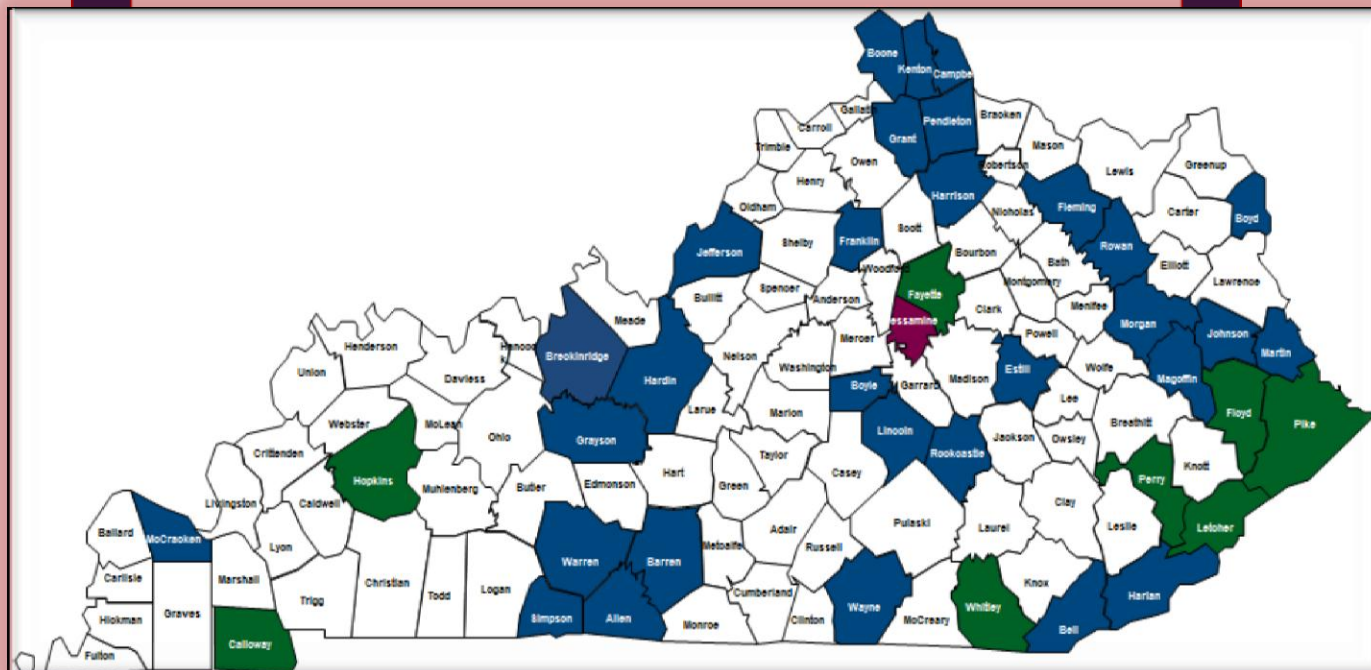 Boone
Kenton
Campbe
Gallatin
Bracken
Carroll
Pendleton
Grant
Mason
Trimble
Owen
Robertson
Lewis
Greenup
Henry
Harrison
Oldham
Fleming
Boyd
Nicholas
Carter
Scott
Franklin
Shelby
Jefferson
Rowan
Bourbon
Bath
Elliott
Woodford
Lawrence
Montgomery
Spencer
Fayette
Bullitt
Anderson
Clark
Menifee
Meade
essamine
Morgan
Johnson
Powell
Mercer
Hancock
Henderson
Breckinridge
Nelson
Washington
Martin
Union
Daviess
Hardin
Boyle
Garrard
Madison
Estill
Wolfe
Magoffin
Lee
Larue
Marion
Floyd
Webster
McLean
Breathitt
Pike
Ohio
Grayson
Lincoln
Jackson
Owsley
Rockcastle
Crittenden
Taylor
Hart
Casey
Knott
Hopkins
Perry
Edmonson
Green
Butler
Muhlenberg
Livingston
Caldwell
Clay
Pulaski
Laurel
Leslie
Letcher
Ballard
McCracken
Adair
Lyon
Metcalfe
Russell
Warren
Barren
Carlisle
Marshall
Christian
Knox
Logan
Cumberland
Todd
Trigg
Harlan
Wayne
Whitley
Hickman
Graves
Simpson
Allen
Clinton
McCreary
Monroe
Bell
Calloway
Fulton